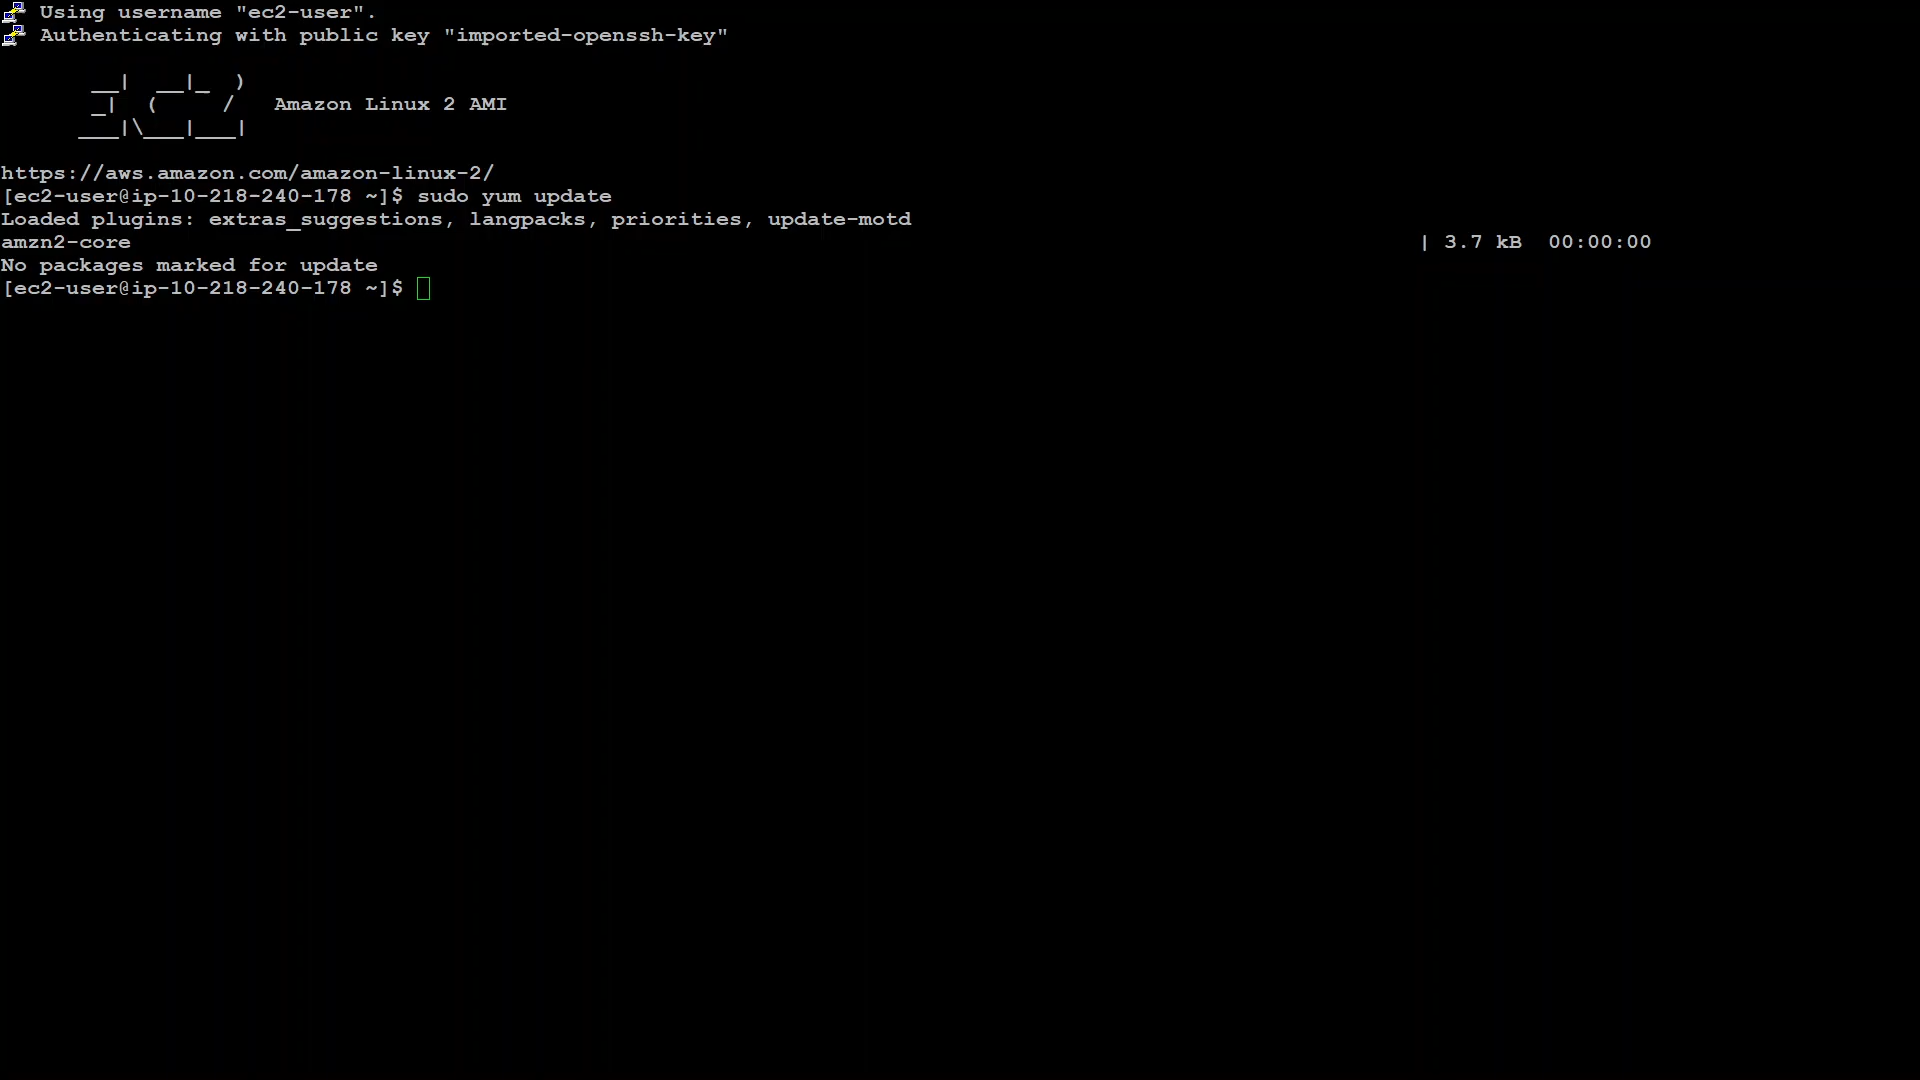 Using username "ec2-user".
Authenticating with public key "imported-openssh-key"
       __|  __|_  )
       _|  (     /   Amazon Linux 2 AMI
      ___|\___|___|
https://aws.amazon.com/amazon-linux-2/
[ec2-user@ip-10-218-240-178 ~]$ sudo yum update
Loaded plugins: extras_suggestions, langpacks, priorities, update-motd
amzn2-core | 3.7 kB  00:00:00
No packages marked for update
[ec2-user@ip-10-218-240-178 ~]$